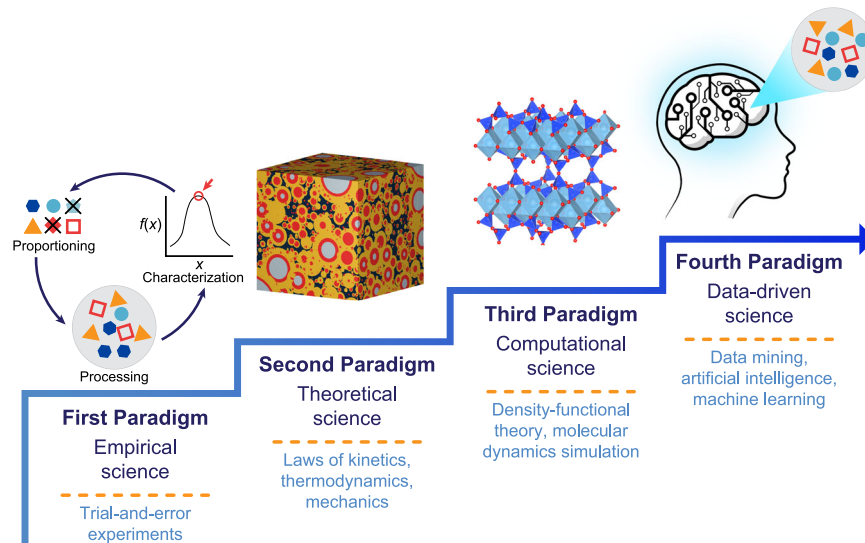 Proportioning
f(x)
x
Characterization
Processing
First Paradigm
Empirical
science
Trial-and-error
experiments
Second Paradigm
Theoretical
science
Laws of kinetics,
thermodynamics,
mechanics
Third Paradigm
Computational
science
Density-functional
theory, molecular
dynamics simulation
Fourth Paradigm
Data-driven
science
Data mining,
artificial intelligence,
machine learning